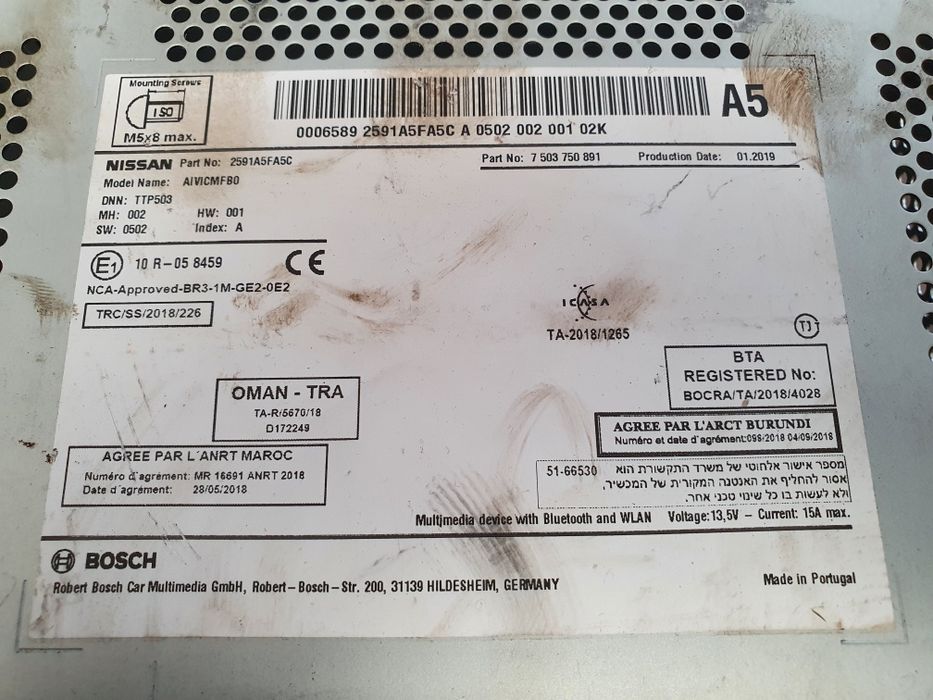 Mounting Screws
ISO
M5x8 max.
0006589 2591A5FA5C A 0502 002 001 02K
A5
NISSAN Part No: 2591A5FA5C
Part No: 7 503 750 891 Production Date: 01.2019
Model Name: AIVICMFB0
DNN: TTP503
MH: 002 HW: 001
SW: 0502 Index: A
E1 10 R-05 8459 CE
NCA-Approved-BR3-1M-GE2-0E2
TRC/SS/2018/226
ICASA
TA-2018/1265
TJ
BTA
REGISTERED No:
BOCRA/TA/2018/4028
OMAN - TRA
TA-R/5670/18
D172249
AGREE PAR L'ARCT BURUNDI
Numéro et date d'agrément:098-2018 04/09/2018
AGREE PAR L'ANRT MAROC
Numéro d'agrément: MR 16691 ANRT 2018
Date d'agrément: 28/05/2018
מספר אישור אלחוטי של משרד התקשורת הוא 51-66530
אסור להחליף את האנטנה המקורית של המכשיר,
ולא לעשות בו כל שינוי טכני אחר.
Multjmedia device with Bluetooth and WLAN Voltage:13,5V - Current: 15A max.
BOSCH
Robert Bosch Car Multimedia GmbH, Robert-Bosch-Str. 200, 31139 HILDESHEIM, GERMANY
Made in Portugal